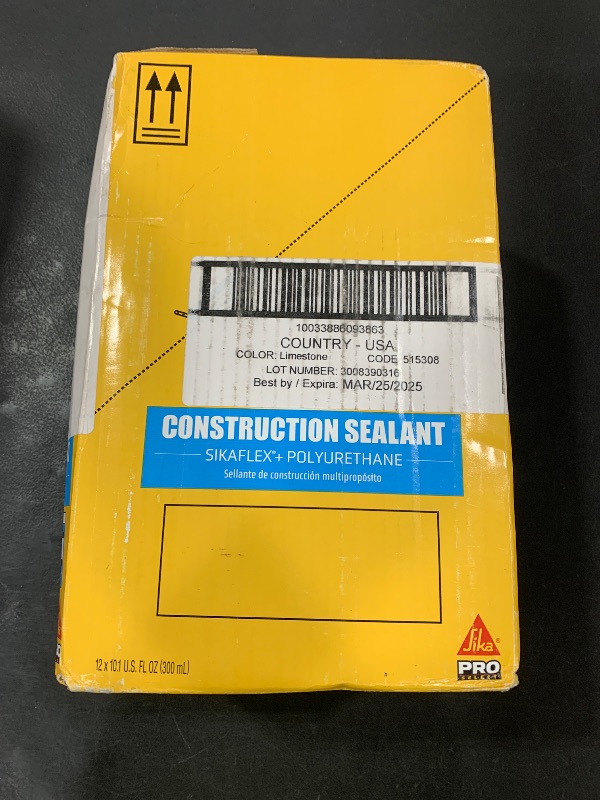 10033886093863
COUNTRY - USA
COLOR: Limestone CODE 515308
LOT NUMBER: 3008390316
Best by / Expira: MAR/25/2025
CONSTRUCTION SEALANT
SIKAFLEX®+ POLYURETHANE
Sellante de construcción multipropósito
Sika®
PRO
SELECT
12 x 10.1 U.S. FL OZ (300 mL)